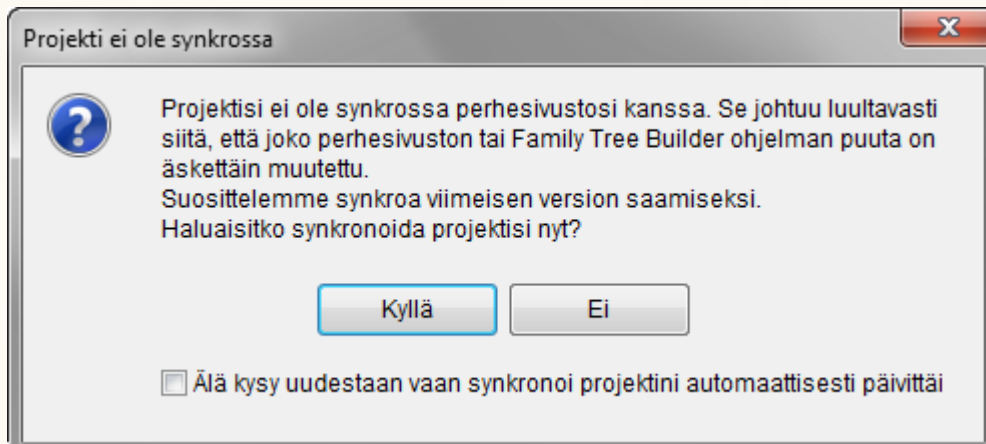 Projekti ei ole synkrossa
Projektisi ei ole synkrossa perhesivustosi kanssa. Se johtuu luultavasti
siitä, että joko perhesivuston tai Family Tree Builder ohjelman puuta on
äskettäin muutettu.
Suosittelemme synkroa viimeisen version saamiseksi.
Haluaisitko synkronoida projektisi nyt?
Kyllä
Ei
Älä kysy uudestaan vaan synkronoi projektini automaattisesti päivittäi